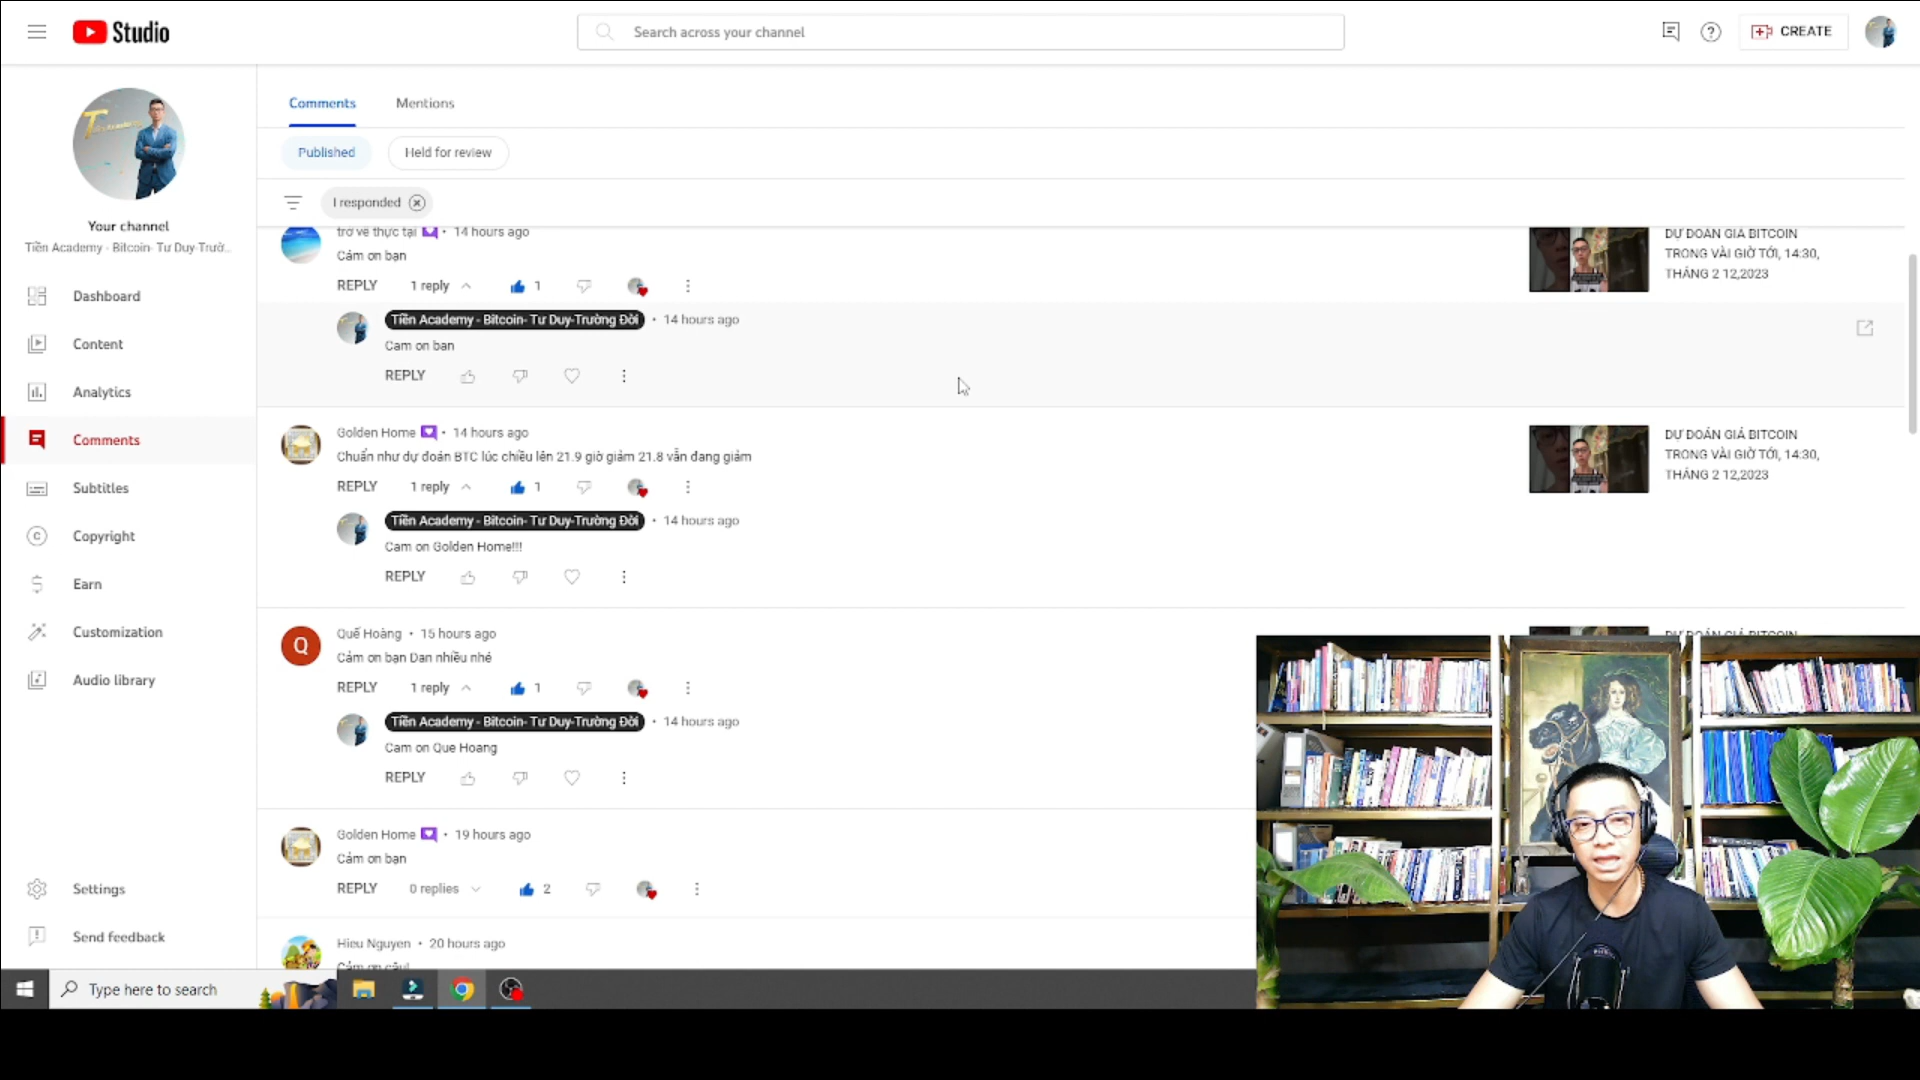 Studio
Search across your channel
CREATE
Your channel
Tiền Academy - Bitcoin- Tư Duy-Trườ...
Dashboard
Content
Analytics
Comments
Subtitles
Copyright
Earn
Customization
Audio library
Settings
Send feedback
Comments
Mentions
Published
Held for review
I responded
trở về thực tại • 14 hours ago
Cảm ơn bạn
REPLY 1 reply 1
Tiền Academy - Bitcoin- Tư Duy-Trường Đời • 14 hours ago
Cam on ban
REPLY
DỰ ĐOÁN GIÁ BITCOIN
TRONG VÀI GIỜ TỚI, 14:30,
THÁNG 2 12,2023
Golden Home • 14 hours ago
Chuẩn như dự đoán BTC lúc chiều lên 21.9 giờ giảm 21.8 vẫn đang giảm
REPLY 1 reply 1
Tiền Academy - Bitcoin- Tư Duy-Trường Đời • 14 hours ago
Cam on Golden Home!!!
REPLY
DỰ ĐOÁN GIÁ BITCOIN
TRONG VÀI GIỜ TỚI, 14:30,
THÁNG 2 12,2023
Q
Quế Hoàng • 15 hours ago
Cảm ơn bạn Dan nhiều nhé
REPLY 1 reply 1
Tiền Academy - Bitcoin- Tư Duy-Trường Đời • 14 hours ago
Cam on Que Hoang
REPLY
DỰ ĐOÁN GIÁ BITCOIN
Golden Home • 19 hours ago
Cảm ơn bạn
REPLY 0 replies 2
Hieu Nguyen • 20 hours ago
Cảm ơn cậu!
Type here to search